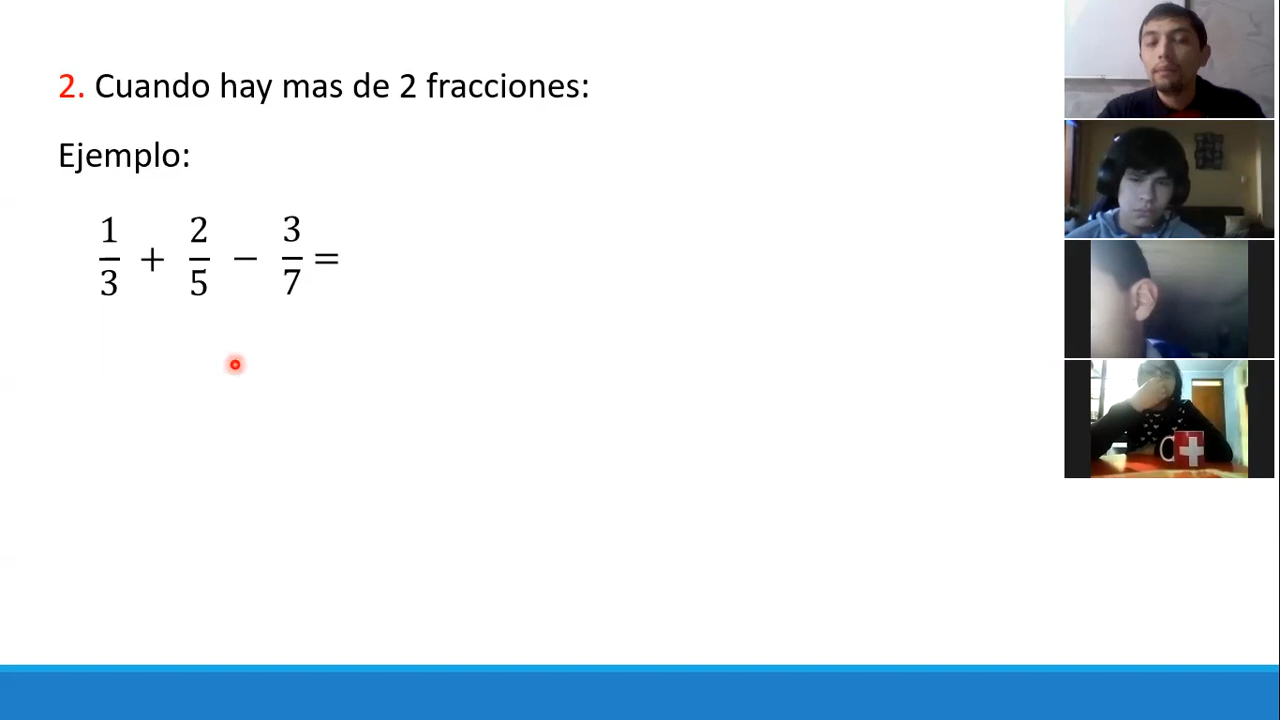 2. Cuando hay mas de 2 fracciones:
Ejemplo:
1/3 + 2/5 − 3/7 =